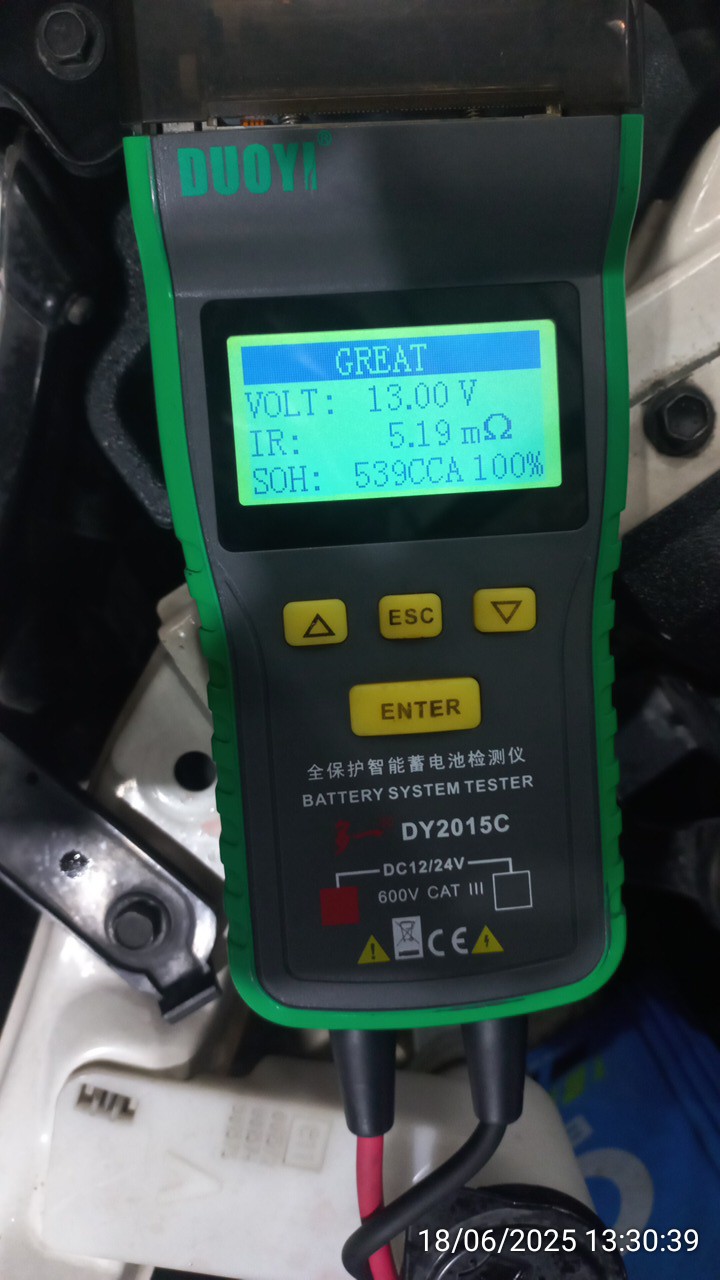 DUOYI®
GREAT
VOLT: 13.00 V
IR: 5.19 mΩ
SOH: 539CCA 100%
ESC
ENTER
全保护智能蓄电池检测仪
BATTERY SYSTEM TESTER
DY2015C
DC12/24V
600V CAT III
CE
18/06/2025 13:30:39